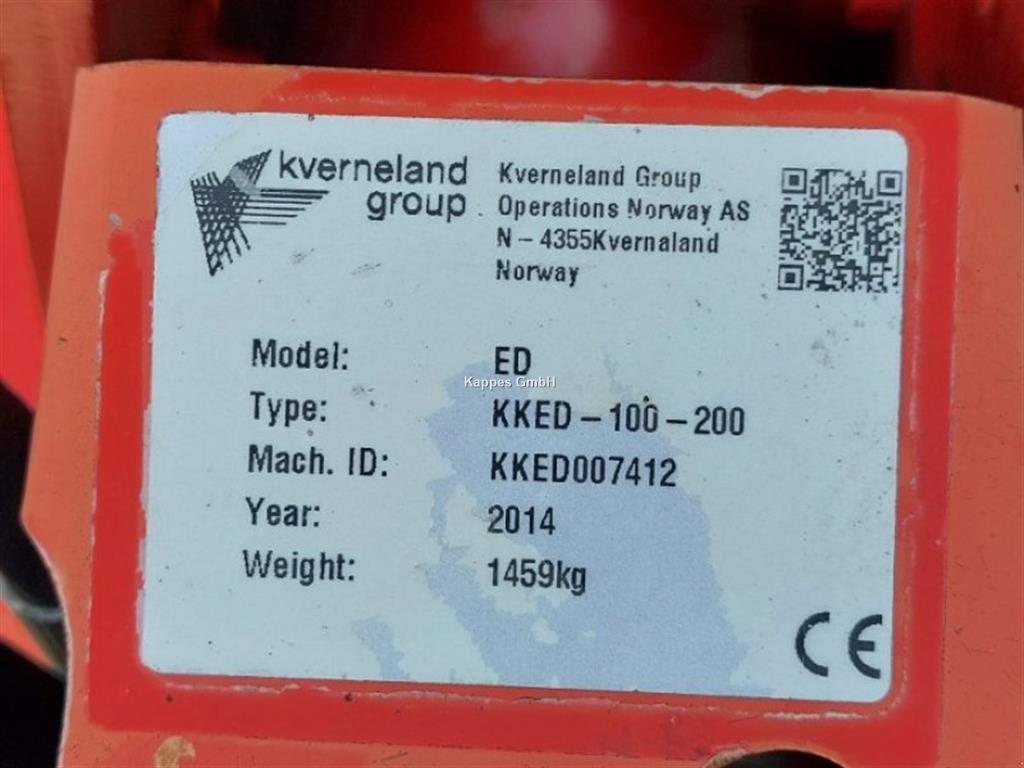 kverneland
group
Kverneland Group
Operations Norway AS
N - 4355Kvernaland
Norway
Model: ED
Kappes GmbH
Type: KKED - 100 - 200
Mach. ID: KKED007412
Year: 2014
Weight: 1459kg
CE